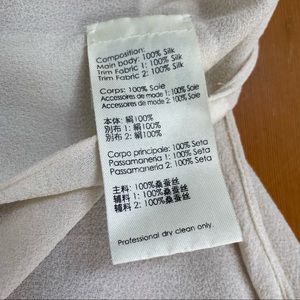 Composition:
Main body: 100% Silk
Trim Fabric 1: 100% Silk
Trim Fabric 2: 100% Silk
Corps: 100% Soie
Accessoires de mode 1: 100% Soie
Accessoires de mode 2: 100% Soie
本体: 絹100%
別布 1: 絹100%
別布 2: 絹100%
Corpo principale: 100% Seta
Passamaneria 1: 100% Seta
Passamaneria 2: 100% Seta
主料: 100%桑蚕丝
辅料 1: 100%桑蚕丝
辅料 2: 100%桑蚕丝
Professional dry clean only.